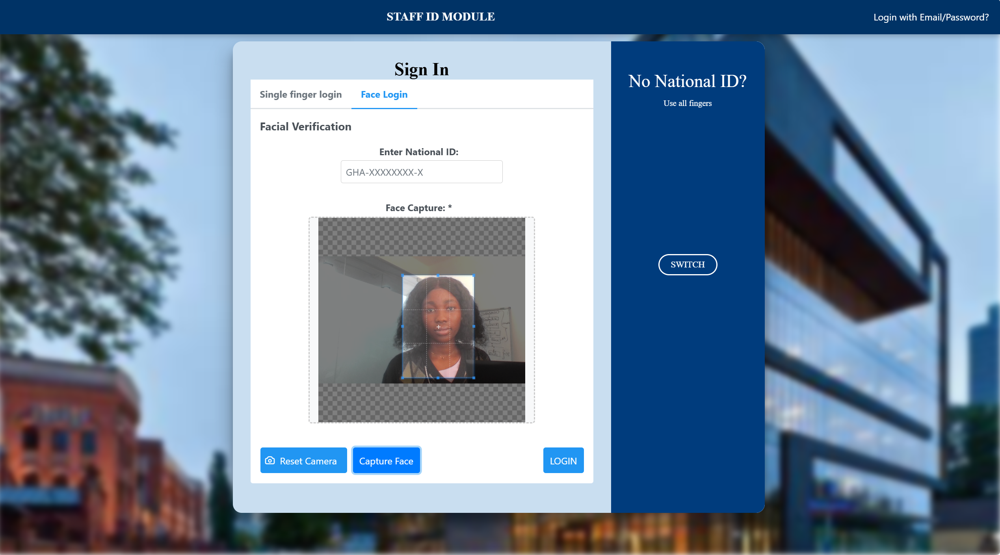 STAFF ID MODULE
Login with Email/Password?
Sign In
Single finger login
Face Login
Facial Verification
Enter National ID:
GHA-XXXXXXXX-X
Face Capture: *
Reset Camera
Capture Face
LOGIN
No National ID?
Use all fingers
SWITCH